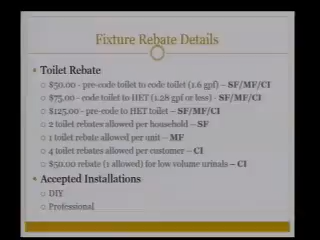 Fixture Rebate Details
Toilet Rebate
$50.00 - pre-code toilet to code toilet (1.6 gpf) – SF/MF/CI
$75.00 - code toilet to HET (1.28 gpf or less) - SF/MF/CI
$125.00 - pre-code to HET toilet – SF/MF/CI
2 toilet rebates allowed per household – SF
1 toilet rebate allowed per unit – MF
4 toilet rebates allowed per customer – CI
$50.00 rebate (1 allowed) for low volume urinals – CI
Accepted Installations
DIY
Professional